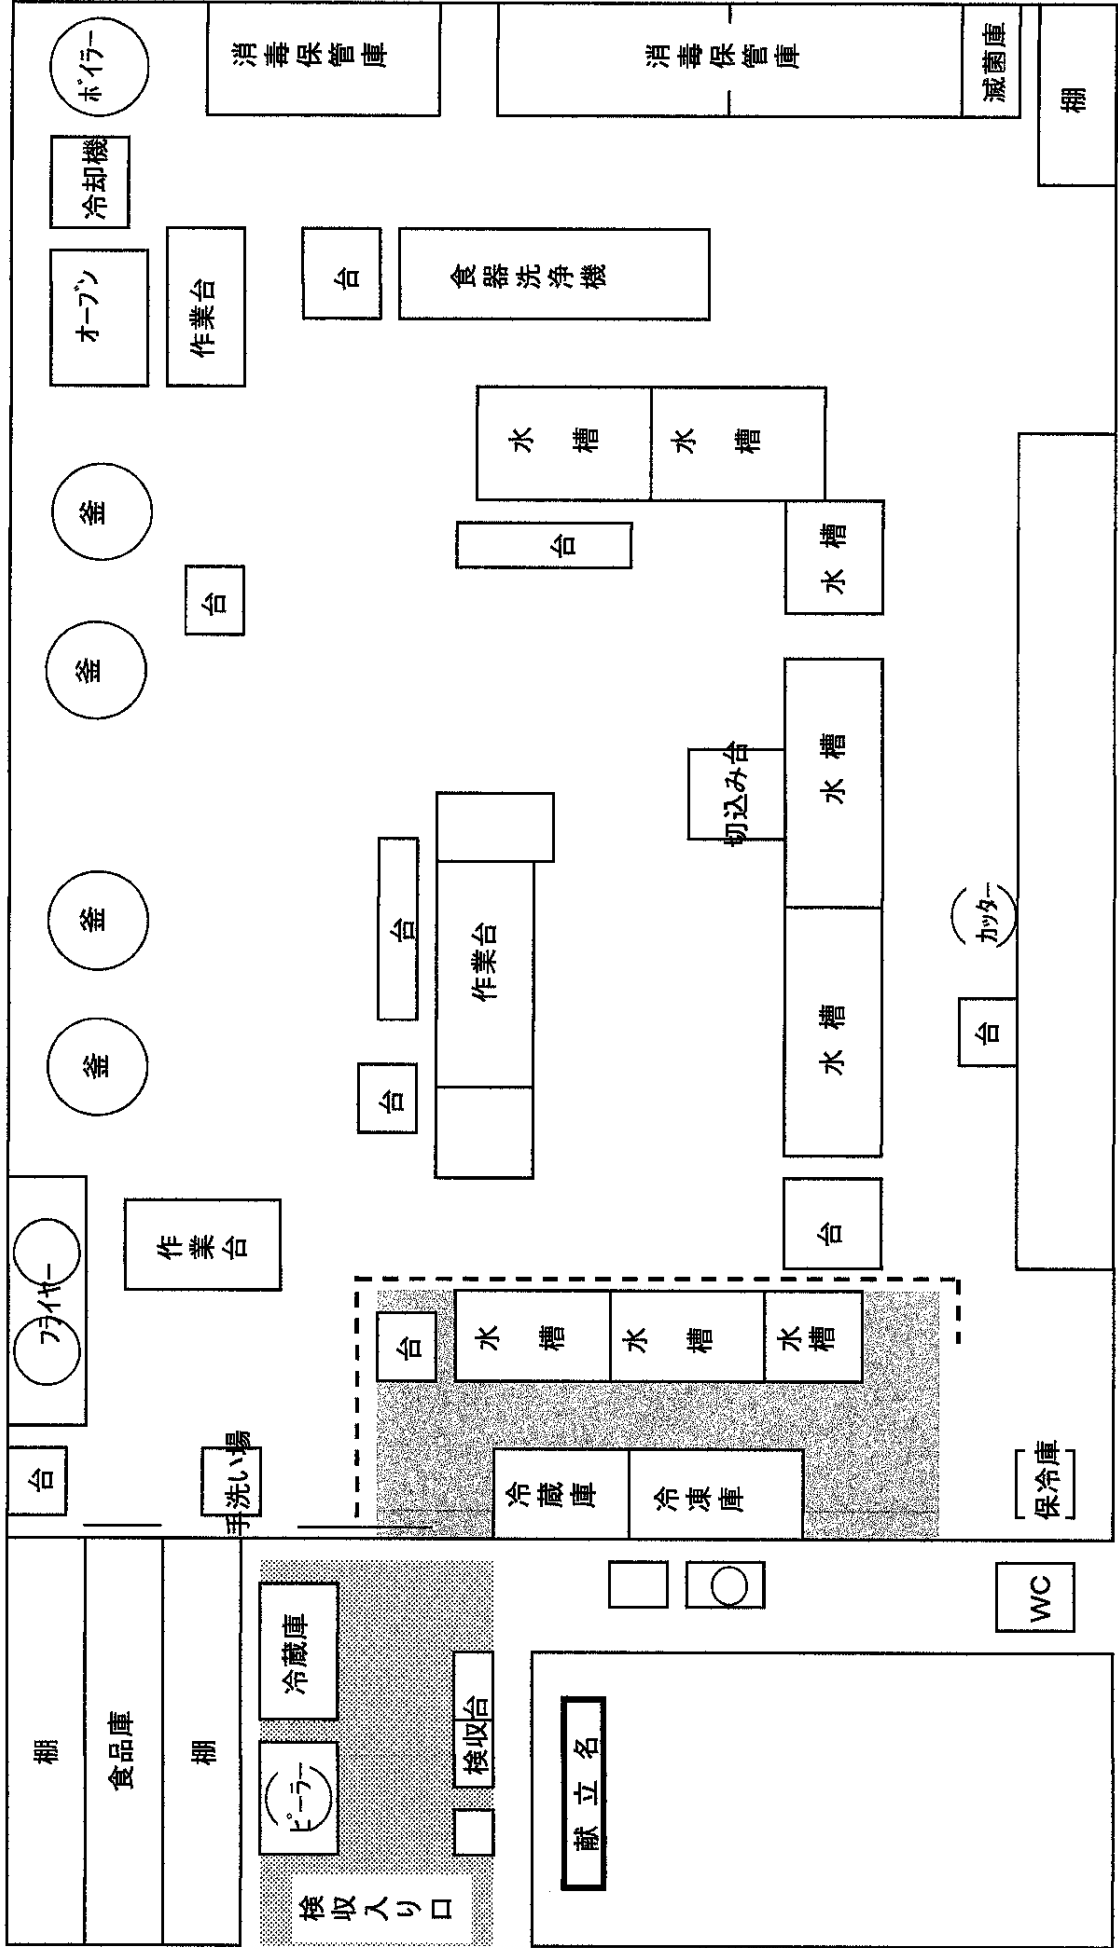 棚
食品庫
棚
検収入り口
ピーラー
冷蔵庫
検収台
献立名
WC
台
手洗い場
冷蔵庫
冷凍庫
保冷庫
フライヤー
作業台
台
水槽
水槽
水槽
台
釜
釜
釜
釜
台
台
台
作業台
水槽
水槽
切込み台
台
カッター
台
水槽
水槽
水槽
オーブン
作業台
台
食器洗浄機
冷却機
ボイラー
消毒保管庫
消毒保管庫
滅菌庫
棚